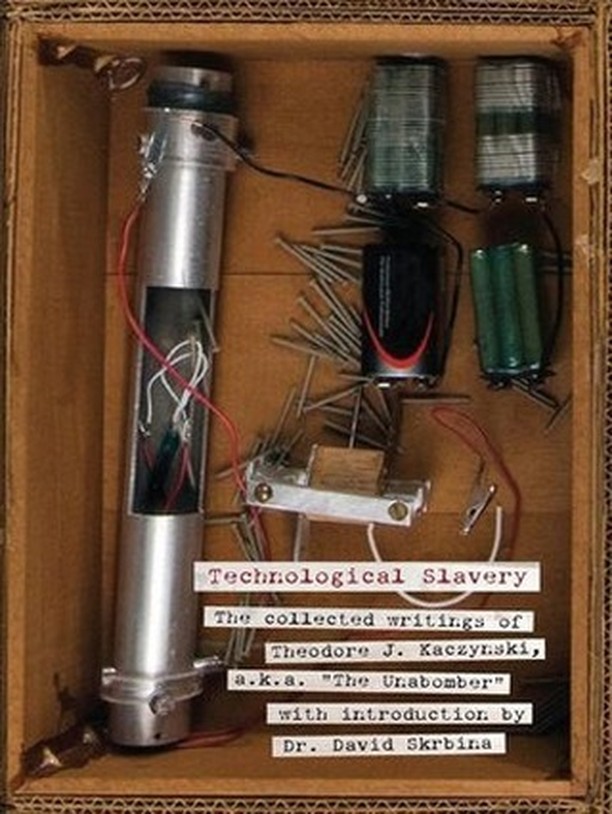 Technological Slavery
The collected writings of
Theodore J. Kaczynski,
a.k.a. "The Unabomber"
with introduction by
Dr. David Skrbina